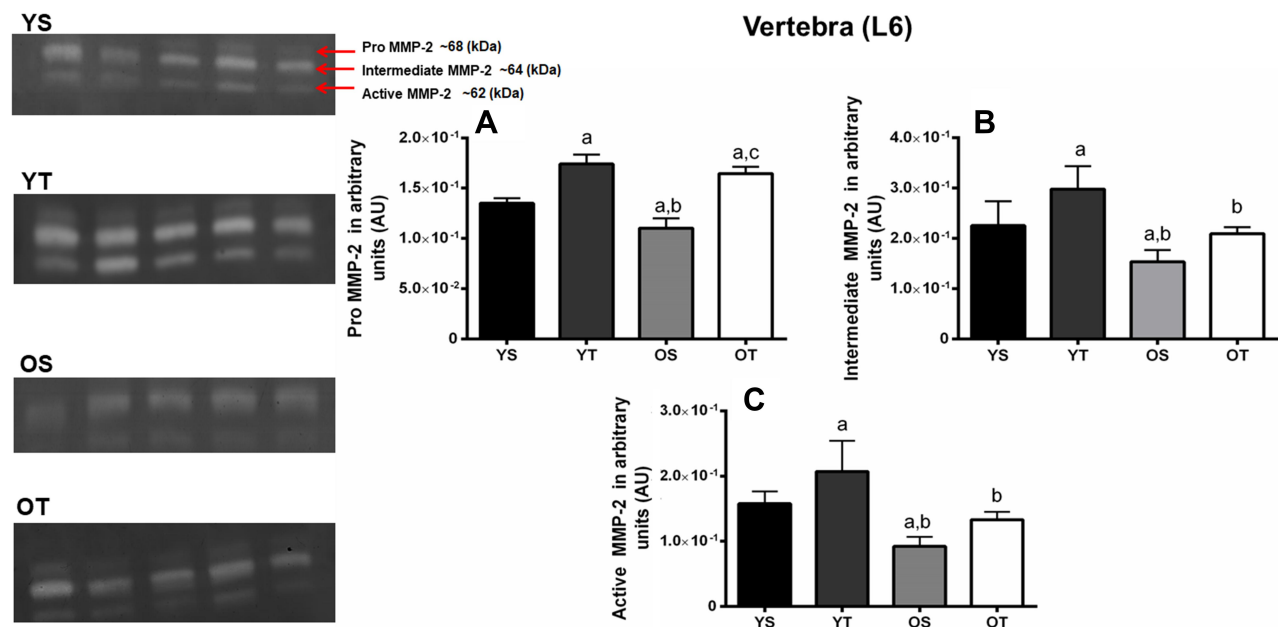 Vertebra (L6)
YS
Pro MMP-2 ~68 (kDa)
Intermediate MMP-2 ~64 (kDa)
Active MMP-2 ~62 (kDa)
YT
OS
OT
A
Pro MMP-2 in arbitrary
units (AU)
2.0×10⁻¹
1.5×10⁻¹
1.0×10⁻¹
5.0×10⁻²
0
a
a,b
a,c
YS YT OS OT
B
Intermediate MMP-2 in arbitrary
units (AU)
4.0×10⁻¹
3.0×10⁻¹
2.0×10⁻¹
1.0×10⁻¹
0
a
a,b
b
YS YT OS OT
C
Active MMP-2 in arbitrary
units (AU)
3.0×10⁻¹
2.0×10⁻¹
1.0×10⁻¹
0
a
a,b
b
YS YT OS OT